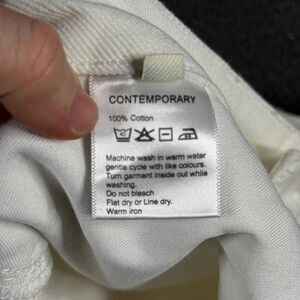 CONTEMPORARY
100% Cotton
Machine wash in warm water
gentle cycle with like colours.
Turn garment inside out while
washing.
Do not bleach
Flat dry or Line dry.
Warm iron